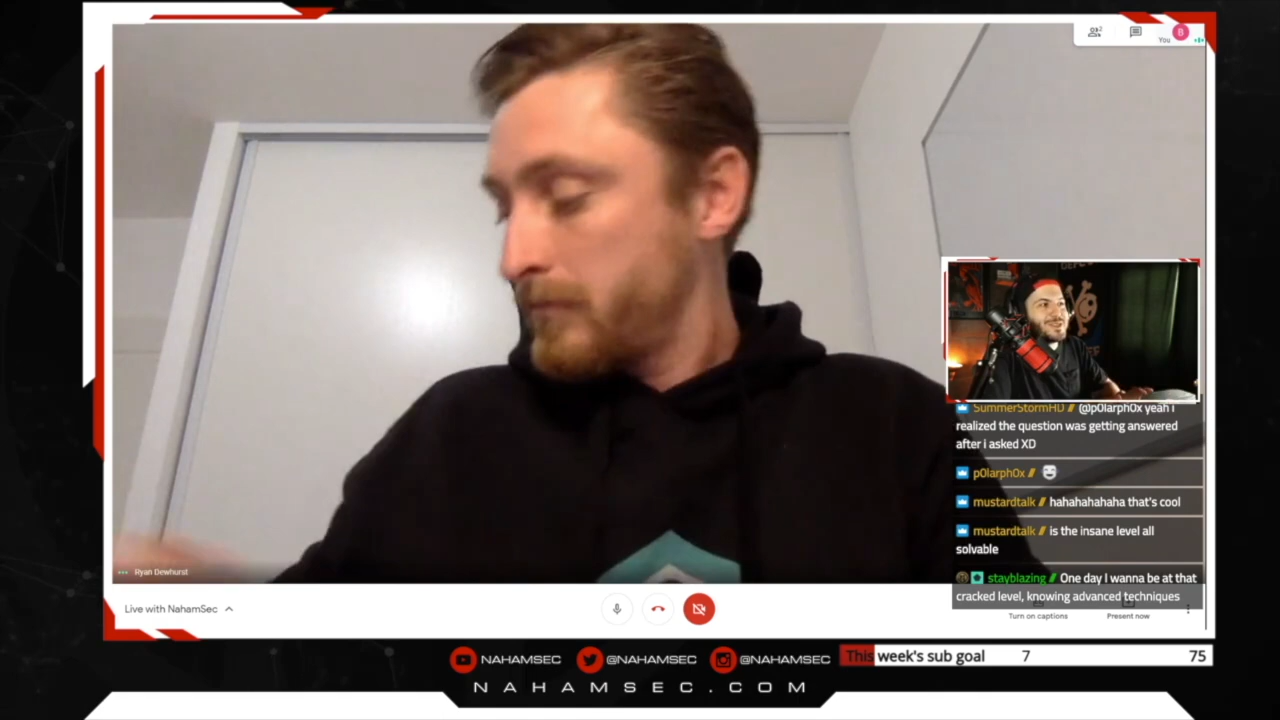 You
8
Ryan Dewhurst
Live with NahamSec
SummerStormHD // @p0larph0x yeah i
realized the question was getting answered
after i asked XD
p0larph0x //
mustardtalk // hahahahahaha that's cool
mustardtalk // is the insane level all
solvable
stayblazing // One day I wanna be at that
cracked level, knowing advanced techniques
Turn on captions
Present now
NAHAMSEC
@NAHAMSEC
@NAHAMSEC
This week's sub goal
7
75
NAHAMSEC.COM